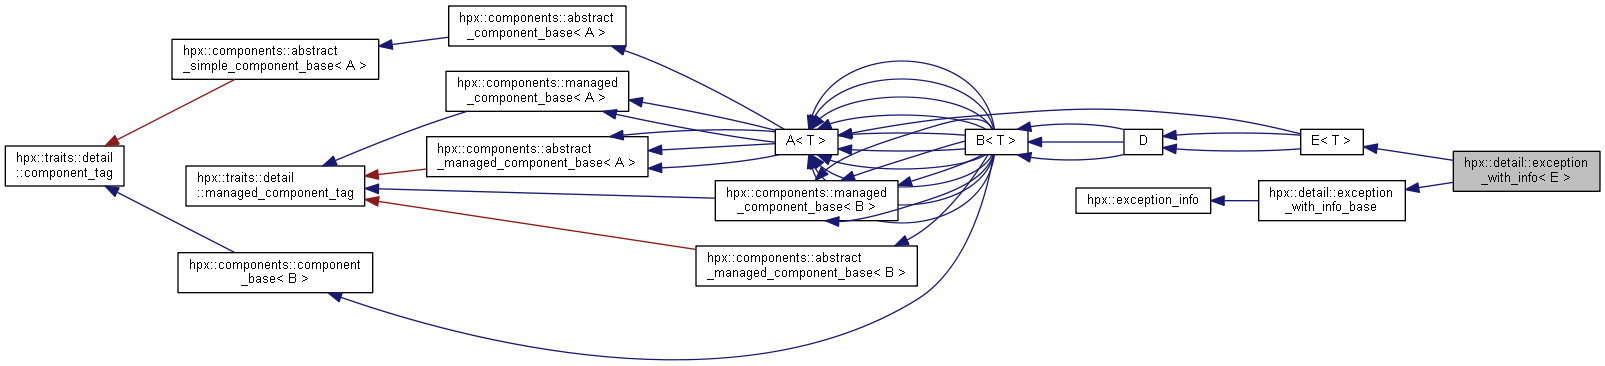 hpx::components::abstract
_component_base< A >
hpx::components::abstract
_simple_component_base< A >
hpx::components::managed
_component_base< A >
hpx::components::abstract
_managed_component_base< A >
hpx::traits::detail
::component_tag
hpx::traits::detail
::managed_component_tag
A< T >
B< T >
D
E< T >
hpx::detail::exception
_with_info< E >
hpx::components::managed
_component_base< B >
hpx::exception_info
hpx::detail::exception
_with_info_base
hpx::components::abstract
_managed_component_base< B >
hpx::components::component
_base< B >